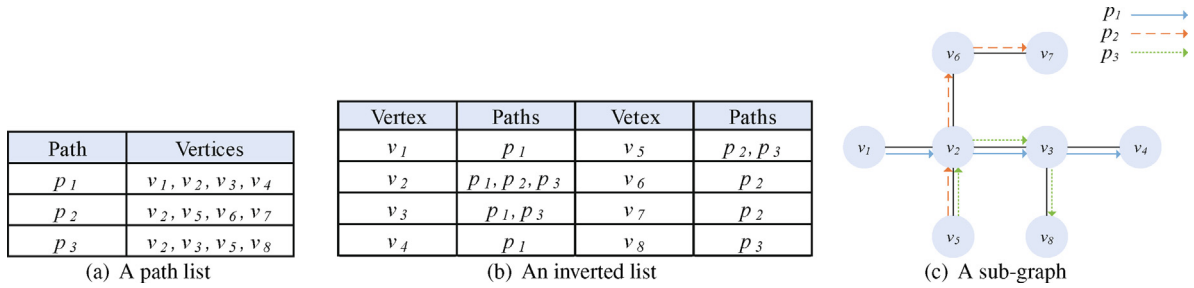 Path Vertices
p1 v1, v2, v3, v4
p2 v2, v5, v6, v7
p3 v2, v3, v5, v8
(a) A path list
Vertex Paths Vetex Paths
v1 p1 v5 p2, p3
v2 p1, p2, p3 v6 p2
v3 p1, p3 v7 p2
v4 p1 v8 p3
(b) An inverted list
p1
p2
p3
v6 v7
v1 v2 v3 v4
v5 v8
(c) A sub-graph